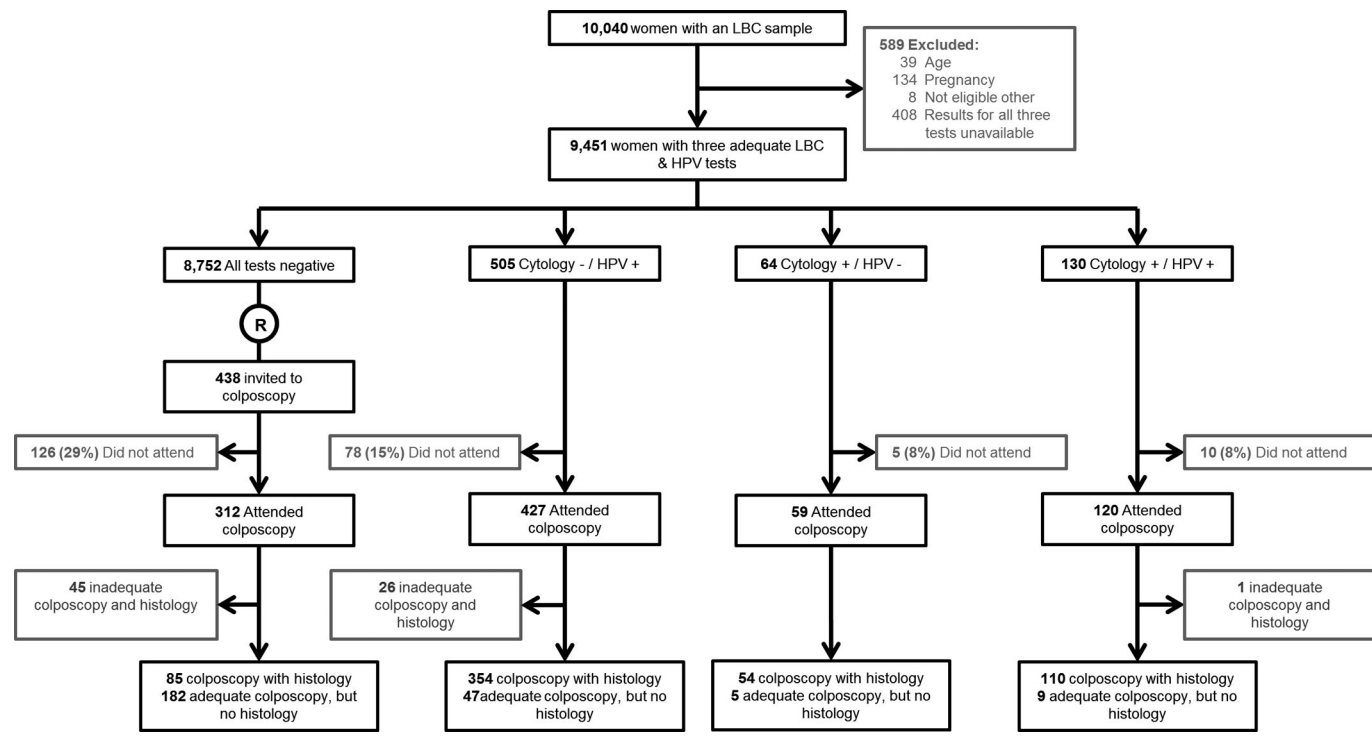 10,040 women with an LBC sample
589 Excluded:
39 Age
134 Pregnancy
8 Not eligible other
408 Results for all three
tests unavailable
9,451 women with three adequate LBC
& HPV tests
8,752 All tests negative
505 Cytology - / HPV +
64 Cytology + / HPV -
130 Cytology + / HPV +
R
438 invited to
colposcopy
126 (29%) Did not attend
78 (15%) Did not attend
5 (8%) Did not attend
10 (8%) Did not attend
312 Attended
colposcopy
427 Attended
colposcopy
59 Attended
colposcopy
120 Attended
colposcopy
45 inadequate
colposcopy and histology
26 inadequate
colposcopy and
histology
1 inadequate
colposcopy and
histology
85 colposcopy with histology
182 adequate colposcopy, but
no histology
354 colposcopy with histology
47adequate colposcopy, but no
histology
54 colposcopy with histology
5 adequate colposcopy, but no
histology
110 colposcopy with histology
9 adequate colposcopy, but no
histology